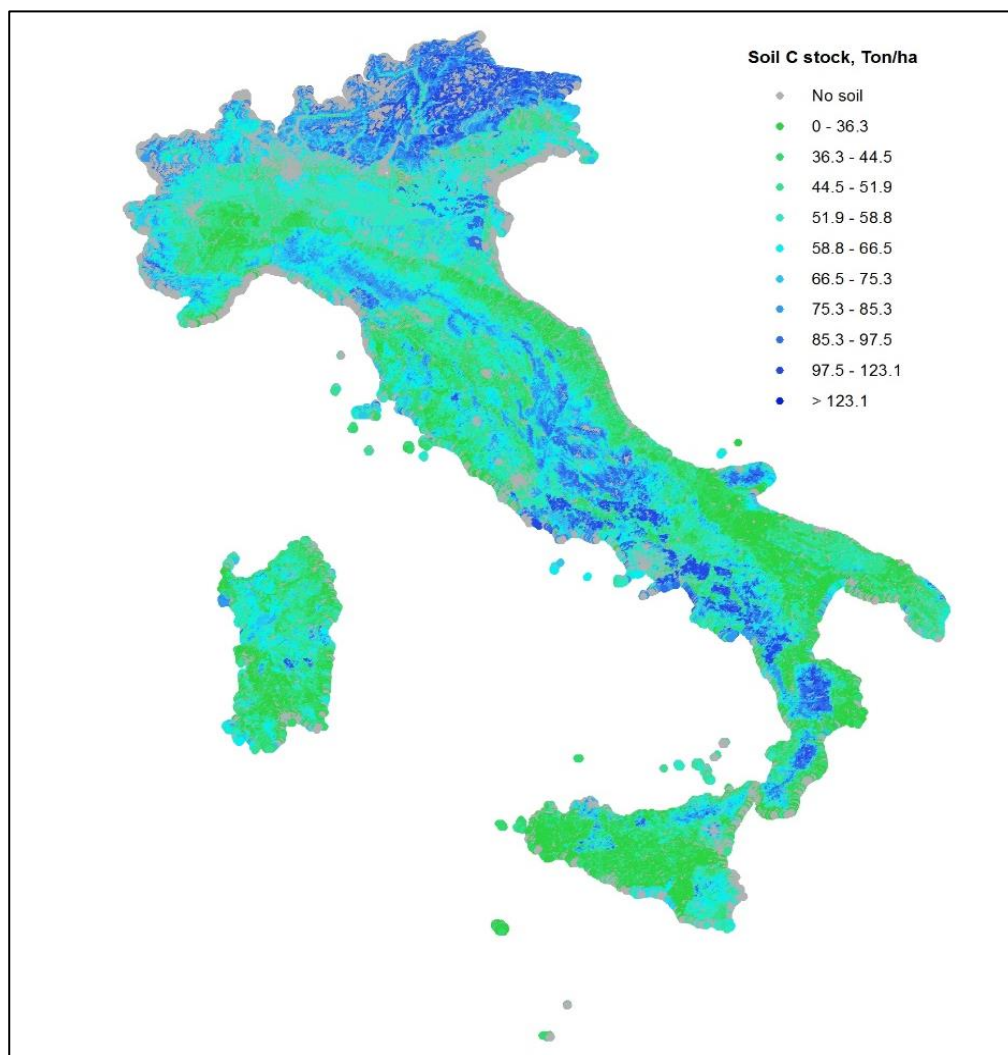 Soil C stock, Ton/ha
No soil
0 - 36.3
36.3 - 44.5
44.5 - 51.9
51.9 - 58.8
58.8 - 66.5
66.5 - 75.3
75.3 - 85.3
85.3 - 97.5
97.5 - 123.1
> 123.1